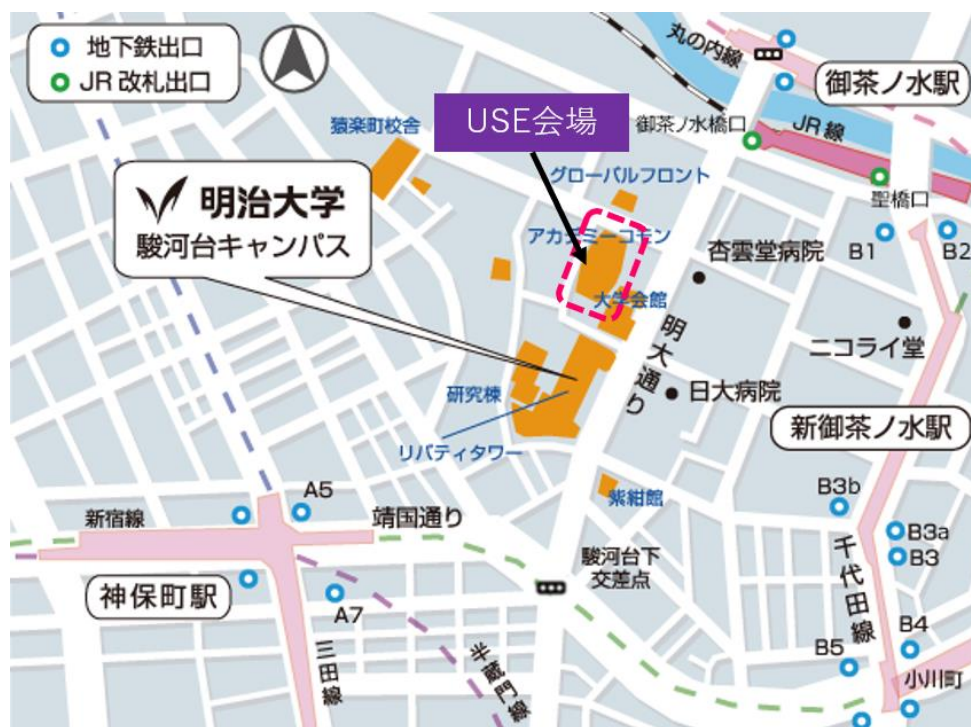 地下鉄出口
JR 改札出口
丸の内線
御茶ノ水駅
USE会場
猿楽町校舎
御茶ノ水橋口
JR 線
グローバルフロント
聖橋口
明治大学
駿河台キャンパス
アカデミーコモン
杏雲堂病院
B1
B2
大学会館
ニコライ堂
明大通り
研究棟
日大病院
リバティタワー
新御茶ノ水駅
紫紺館
B3b
A5
新宿線
靖国通り
B3a
B3
駿河台下
交差点
千代田線
神保町駅
A7
三田線
半蔵門線
B4
B5
小川町